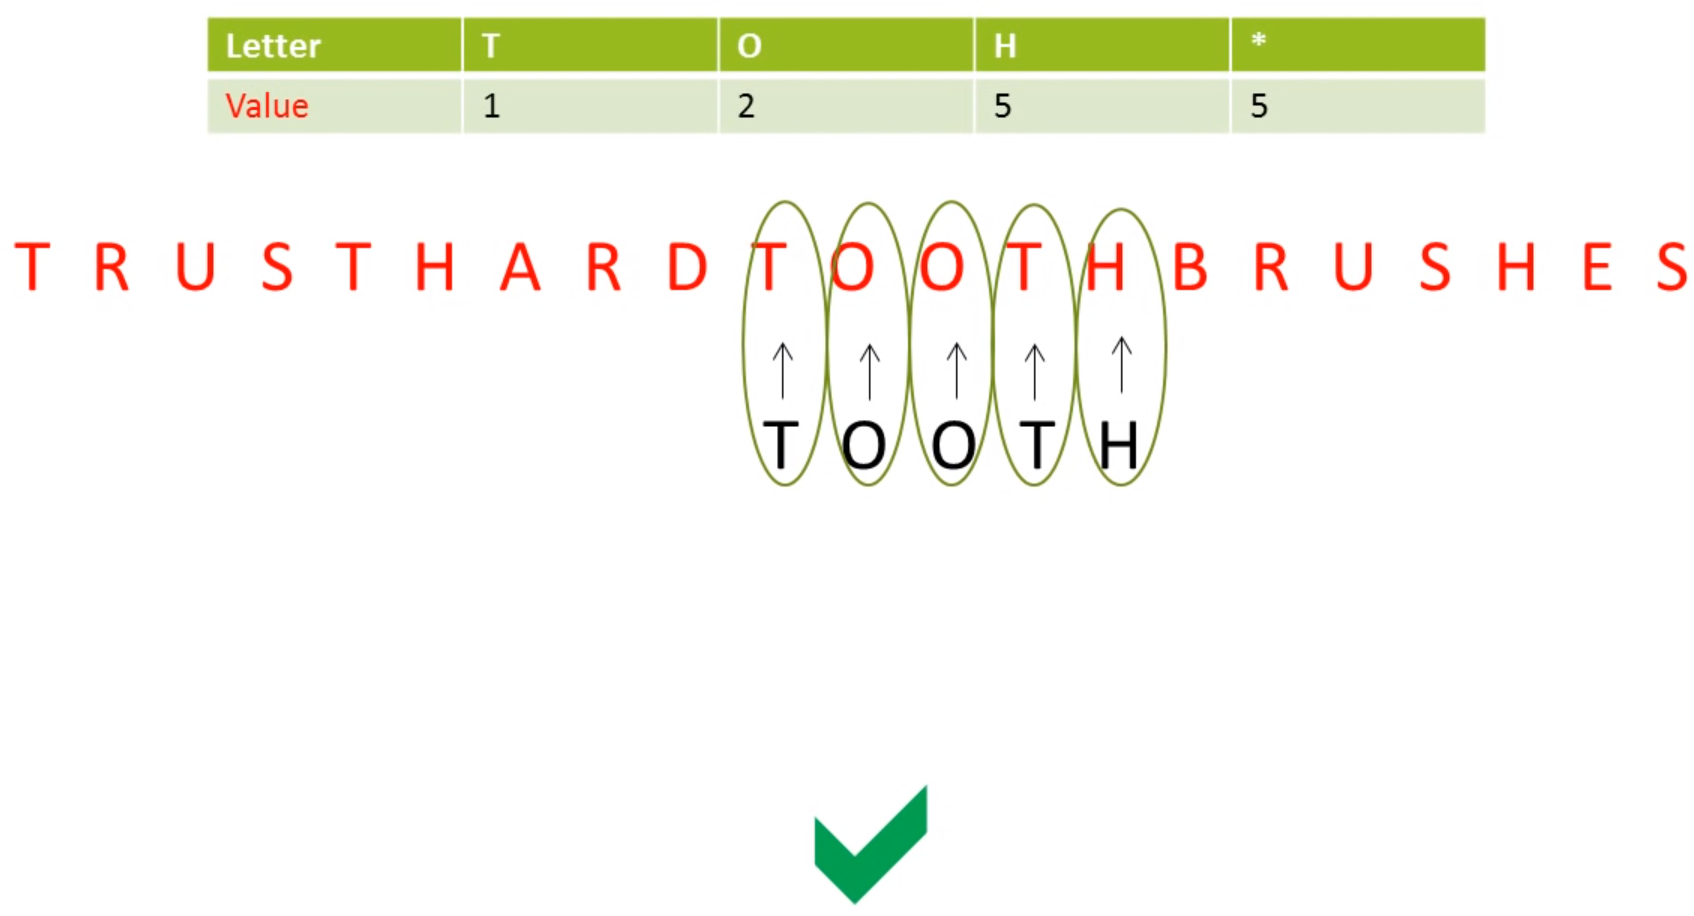 Letter T O H *
Value 1 2 5 5
T R U S T H A R D T O O T H B R U S H E S
T O O T H